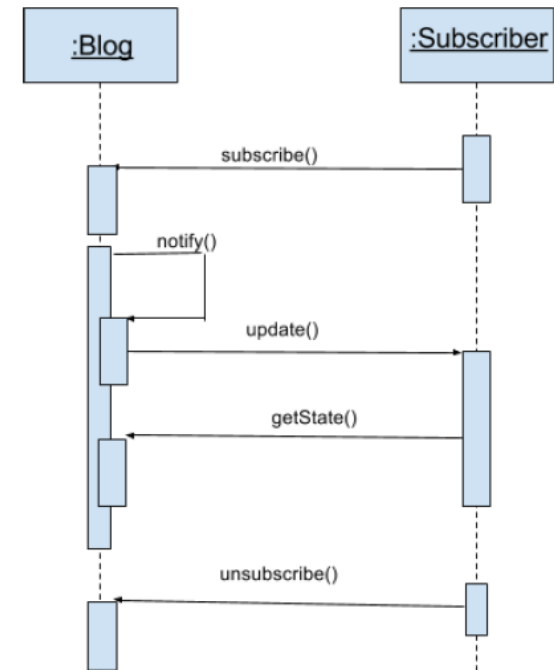 :Blog
:Subscriber
subscribe()
notify()
update()
getState()
unsubscribe()